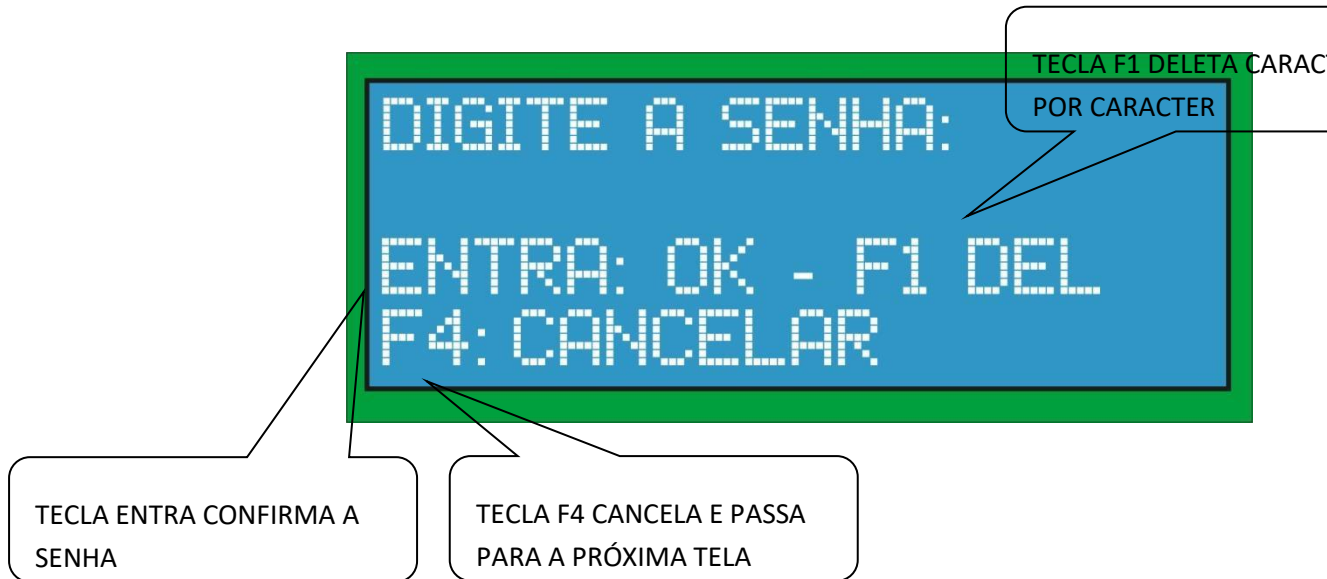 TECLA F1 DELETA CARACT
POR CARACTER
DIGITE A SENHA:
ENTRA: OK - F1 DEL
F4: CANCELAR
TECLA ENTRA CONFIRMA A
SENHA
TECLA F4 CANCELA E PASSA
PARA A PRÓXIMA TELA